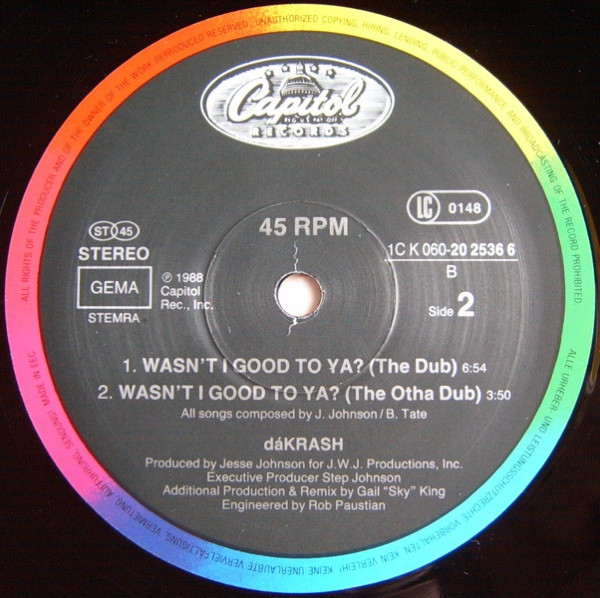 ALL RIGHTS OF THE PRODUCER AND OF THE OWNER OF THE WORK REPRODUCED RESERVED. UNAUTHORIZED COPYING, HIRING, LENDING, PUBLIC PERFORMANCE AND BROADCASTING OF THE RECORD PROHIBITED.
Capitol
RECORDS
45 RPM
LC 0148
ST 45
STEREO
GEMA
STEMRA
℗ 1988
Capitol
Rec., Inc.
1C K 060-20 2536 6
B
Side 2
1. WASN'T I GOOD TO YA? (The Dub) 6:54
2. WASN'T I GOOD TO YA? (The Otha Dub) 3:50
All songs composed by J. Johnson/B. Tate
dáKRASH
Produced by Jesse Johnson for J.W.J. Productions, Inc.
Executive Producer Step Johnson
Additional Production & Remix by Gail "Sky" King
Engineered by Rob Paustian
ALLE URHEBER- UND LEISTUNGSSCHUTZRECHTE VORBEHALTEN. KEIN VERLEIH! KEINE UNERLAUBTE VERVIELFÄLTIGUNG, VERMIETUNG, AUFFÜHRUNG, SENDUNG! MADE IN EEC.